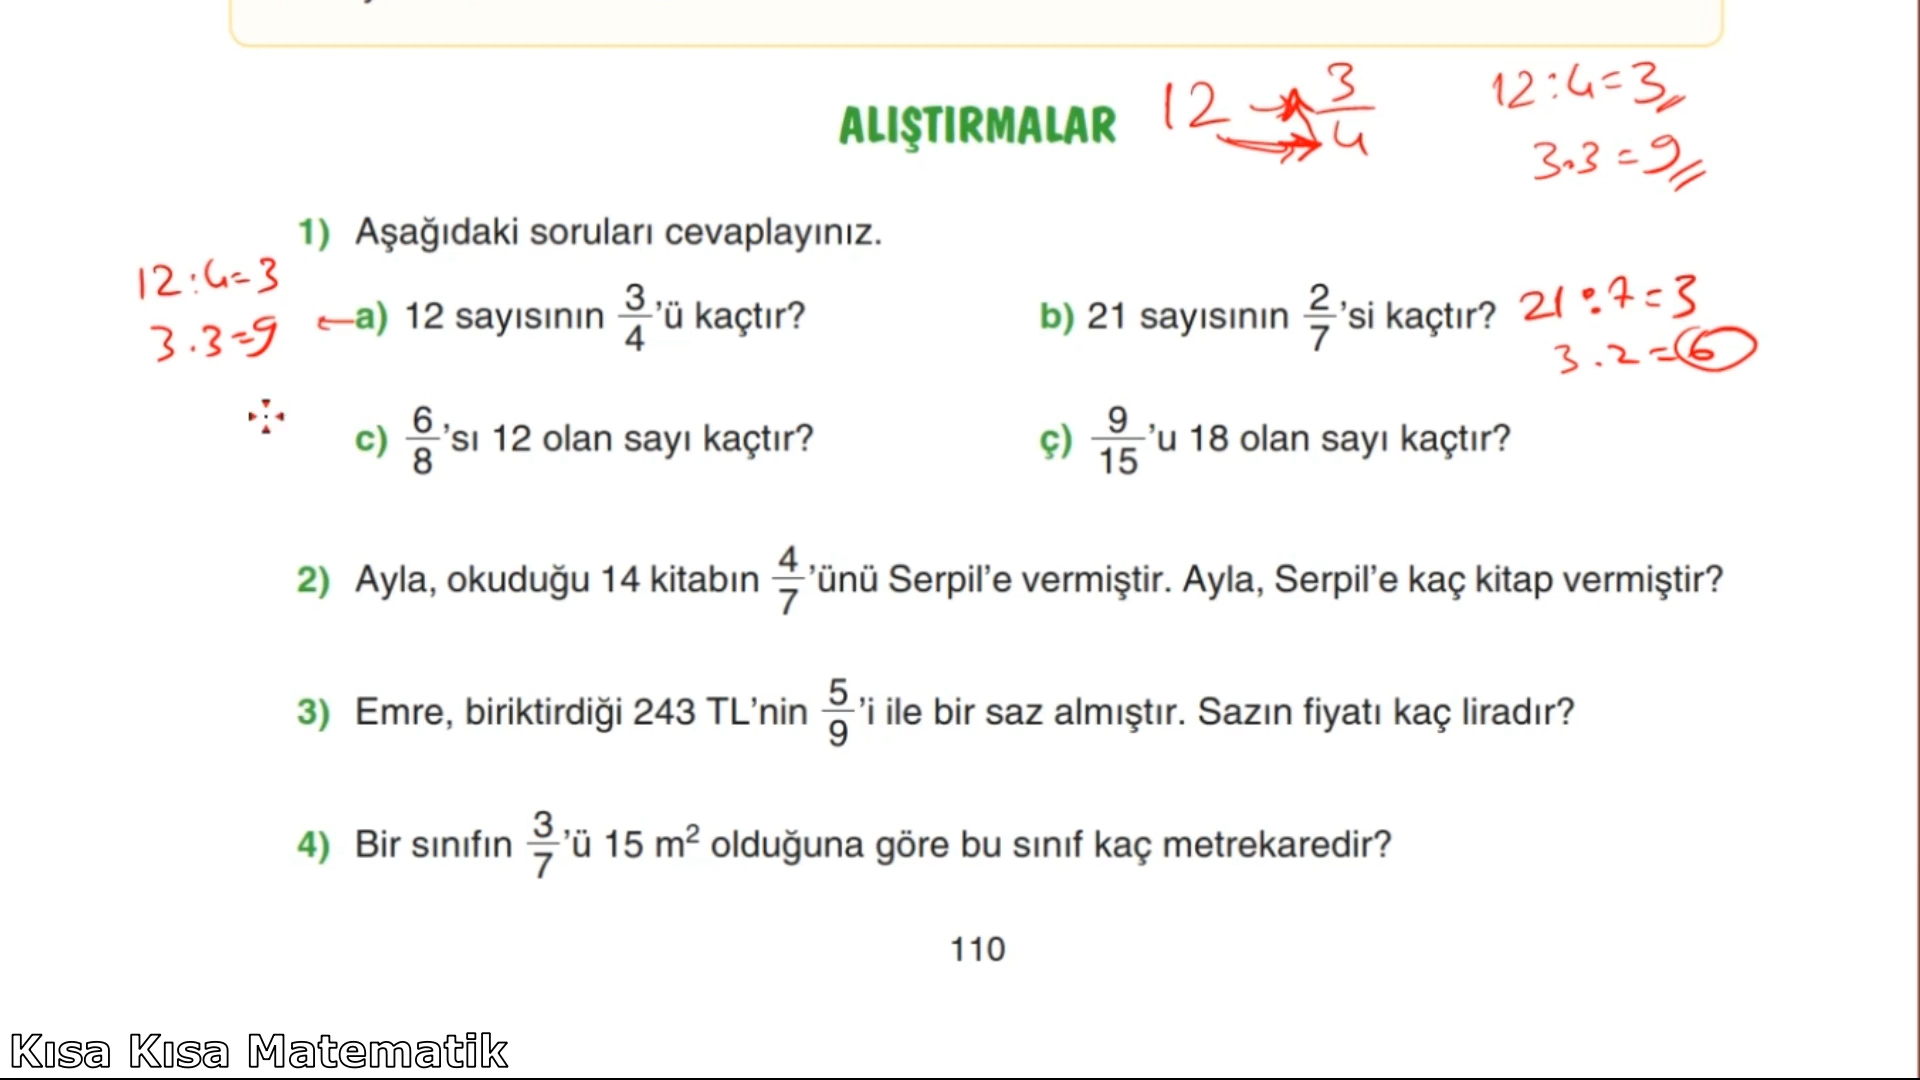 ALIŞTIRMALAR
12 → 3/4
12:4=3
3.3=9
1) Aşağıdaki soruları cevaplayınız.
12:4=3
3.3=9
a) 12 sayısının 3/4'ü kaçtır?
b) 21 sayısının 2/7'si kaçtır?
21:7=3
3.2=6
c) 6/8'sı 12 olan sayı kaçtır?
ç) 9/15'u 18 olan sayı kaçtır?
2) Ayla, okuduğu 14 kitabın 4/7'ünü Serpil'e vermiştir. Ayla, Serpil'e kaç kitap vermiştir?
3) Emre, biriktirdiği 243 TL'nin 5/9'i ile bir saz almıştır. Sazın fiyatı kaç liradır?
4) Bir sınıfın 3/7'ü 15 m² olduğuna göre bu sınıf kaç metrekaredir?
110
Kısa Kısa Matematik